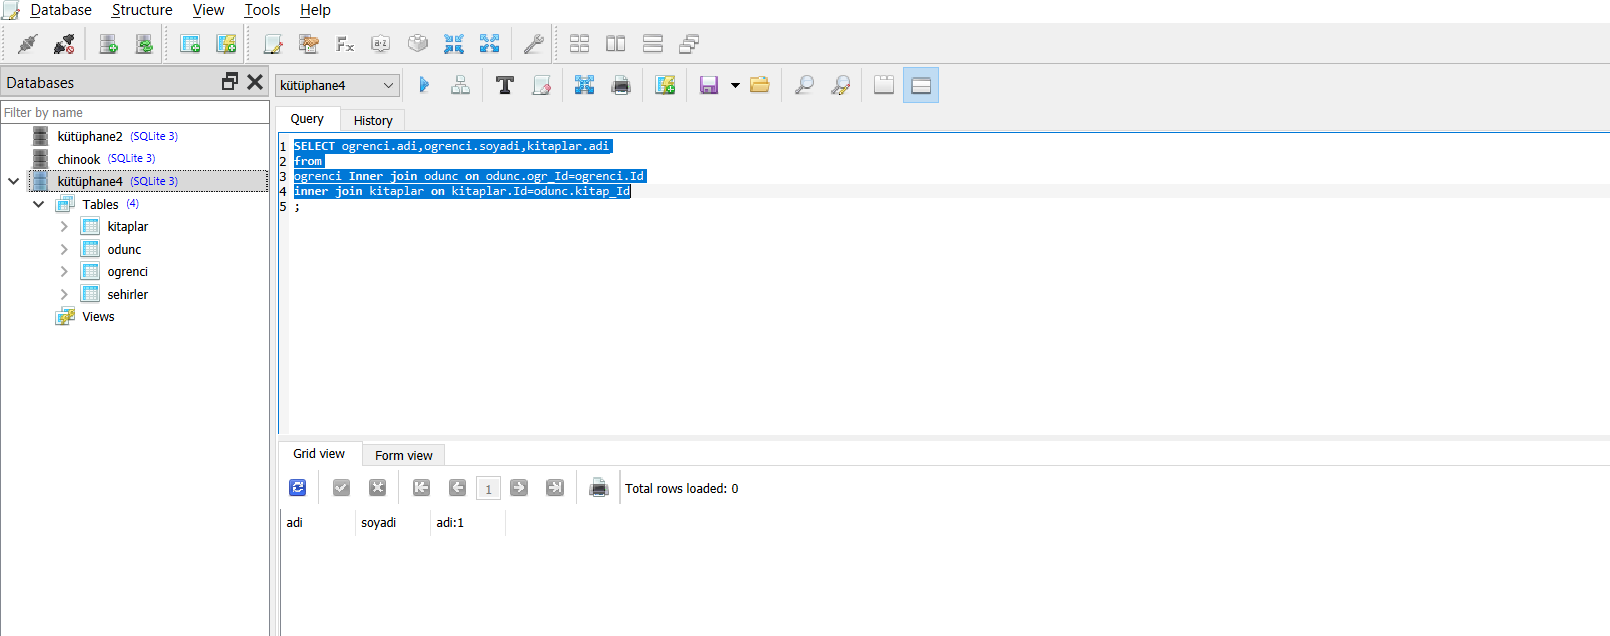 Database Structure View Tools Help
Databases
kütüphane4
Filter by name
Query History
kütüphane2 (SQLite 3)
chinook (SQLite 3)
kütüphane4 (SQLite 3)
Tables (4)
kitaplar
odunc
ogrenci
sehirler
Views
1 SELECT ogrenci.adi,ogrenci.soyadi,kitaplar.adi
2 from
3 ogrenci Inner join odunc on odunc.ogr_Id=ogrenci.Id
4 inner join kitaplar on kitaplar.Id=odunc.kitap_Id
5 ;
Grid view Form view
1 Total rows loaded: 0
adi soyadi adi:1